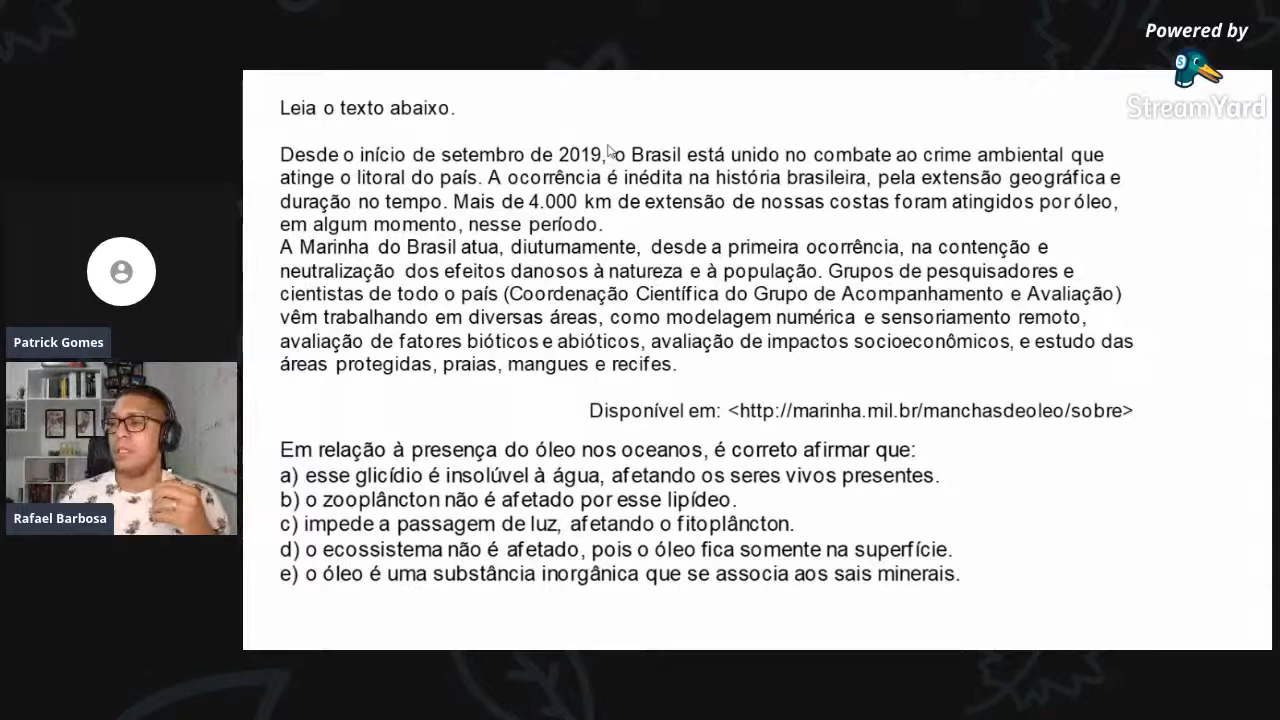 Powered by
StreamYard
Leia o texto abaixo.
Desde o início de setembro de 2019, o Brasil está unido no combate ao crime ambiental que
atinge o litoral do país. A ocorrência é inédita na história brasileira, pela extensão geográfica e
duração no tempo. Mais de 4.000 km de extensão de nossas costas foram atingidos por óleo,
em algum momento, nesse período.
A Marinha do Brasil atua, diuturnamente, desde a primeira ocorrência, na contenção e
neutralização dos efeitos danosos à natureza e à população. Grupos de pesquisadores e
cientistas de todo o país (Coordenação Científica do Grupo de Acompanhamento e Avaliação)
vêm trabalhando em diversas áreas, como modelagem numérica e sensoriamento remoto,
avaliação de fatores bióticos e abióticos, avaliação de impactos socioeconômicos, e estudo das
áreas protegidas, praias, mangues e recifes.
Disponível em: <http://marinha.mil.br/manchasdeoleo/sobre>
Em relação à presença do óleo nos oceanos, é correto afirmar que:
a) esse glicídio é insolúvel à água, afetando os seres vivos presentes.
b) o zooplâncton não é afetado por esse lipídeo.
c) impede a passagem de luz, afetando o fitoplâncton.
d) o ecossistema não é afetado, pois o óleo fica somente na superfície.
e) o óleo é uma substância inorgânica que se associa aos sais minerais.
Patrick Gomes
Rafael Barbosa